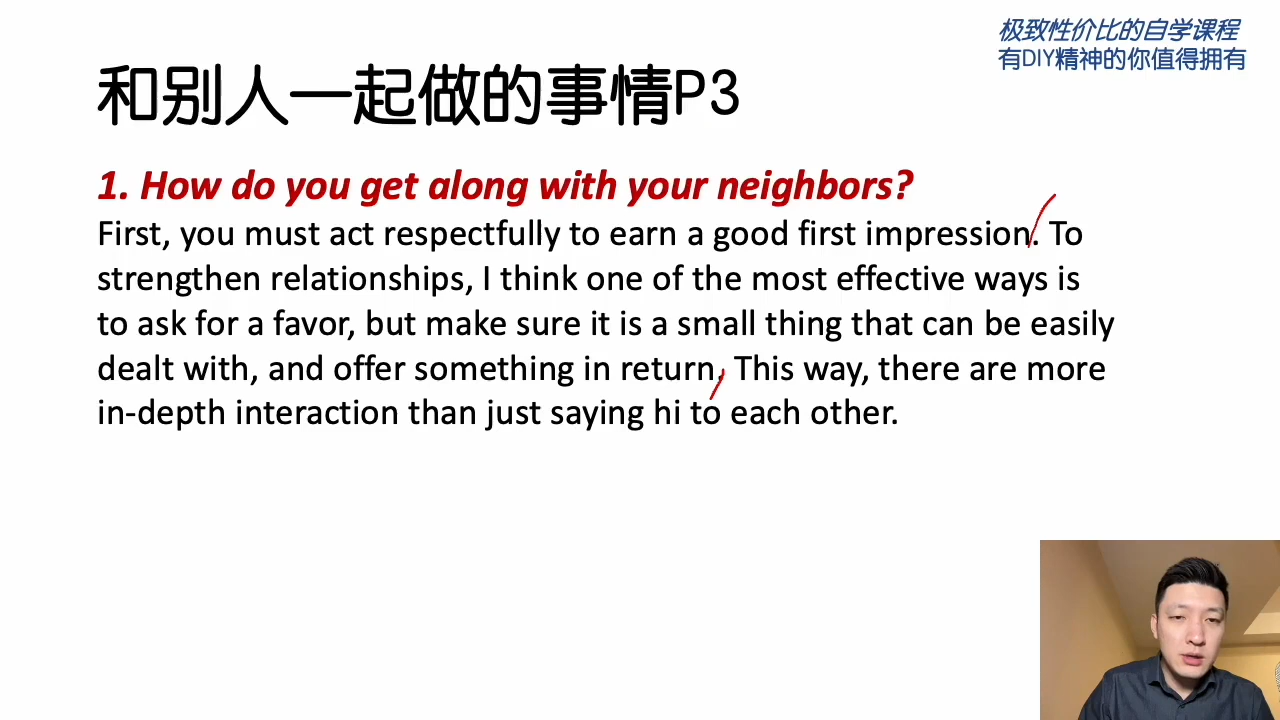 极致性价比的自学课程
有DIY精神的你值得拥有
和别人一起做的事情P3
1. How do you get along with your neighbors?
First, you must act respectfully to earn a good first impression. To
strengthen relationships, I think one of the most effective ways is
to ask for a favor, but make sure it is a small thing that can be easily
dealt with, and offer something in return. This way, there are more
in-depth interaction than just saying hi to each other.